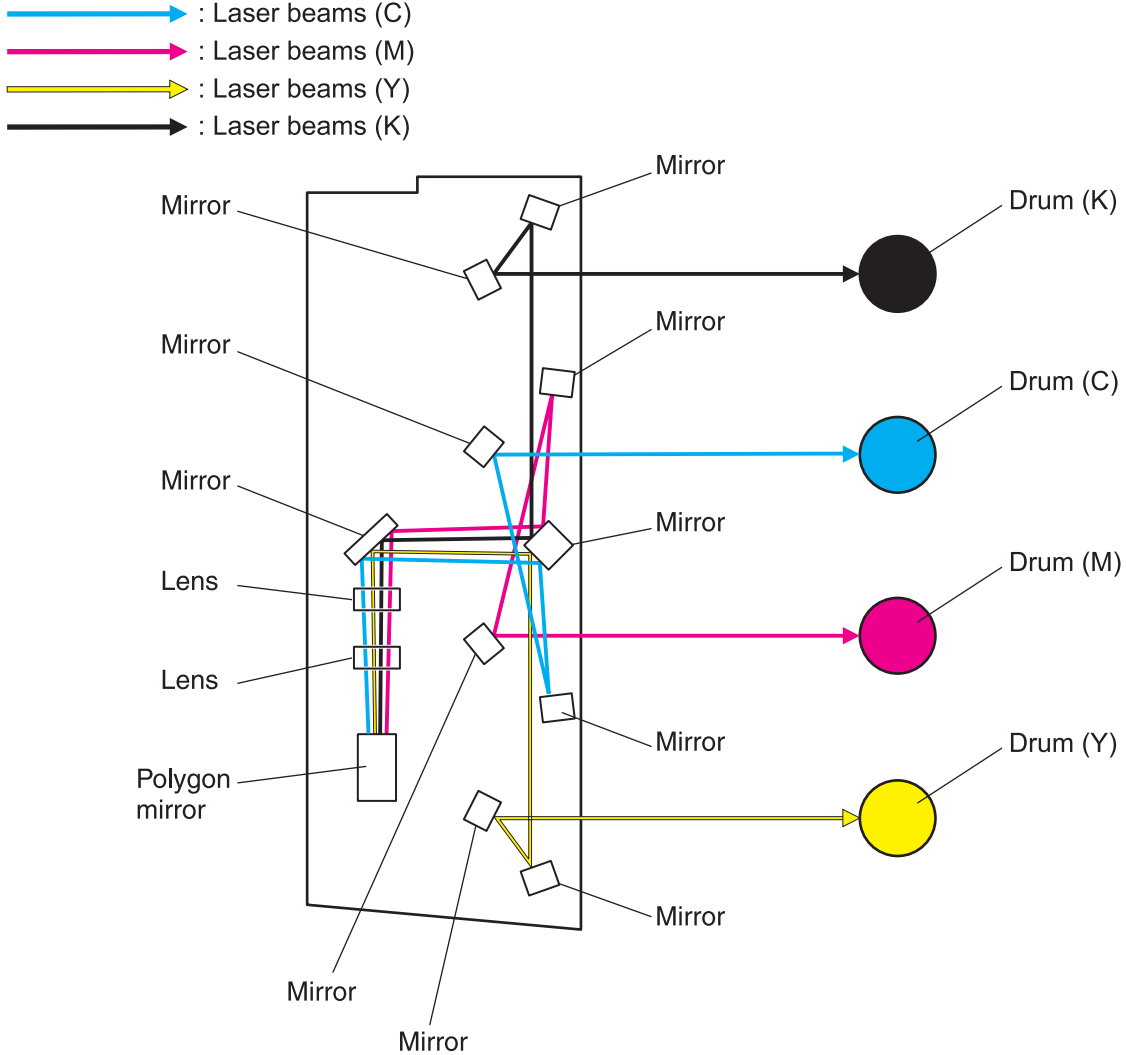 : Laser beams (C)
: Laser beams (M)
: Laser beams (Y)
: Laser beams (K)
Mirror
Mirror
Drum (K)
Mirror
Mirror
Drum (C)
Mirror
Mirror
Drum (M)
Lens
Lens
Mirror
Drum (Y)
Polygon
mirror
Mirror
Mirror
Mirror